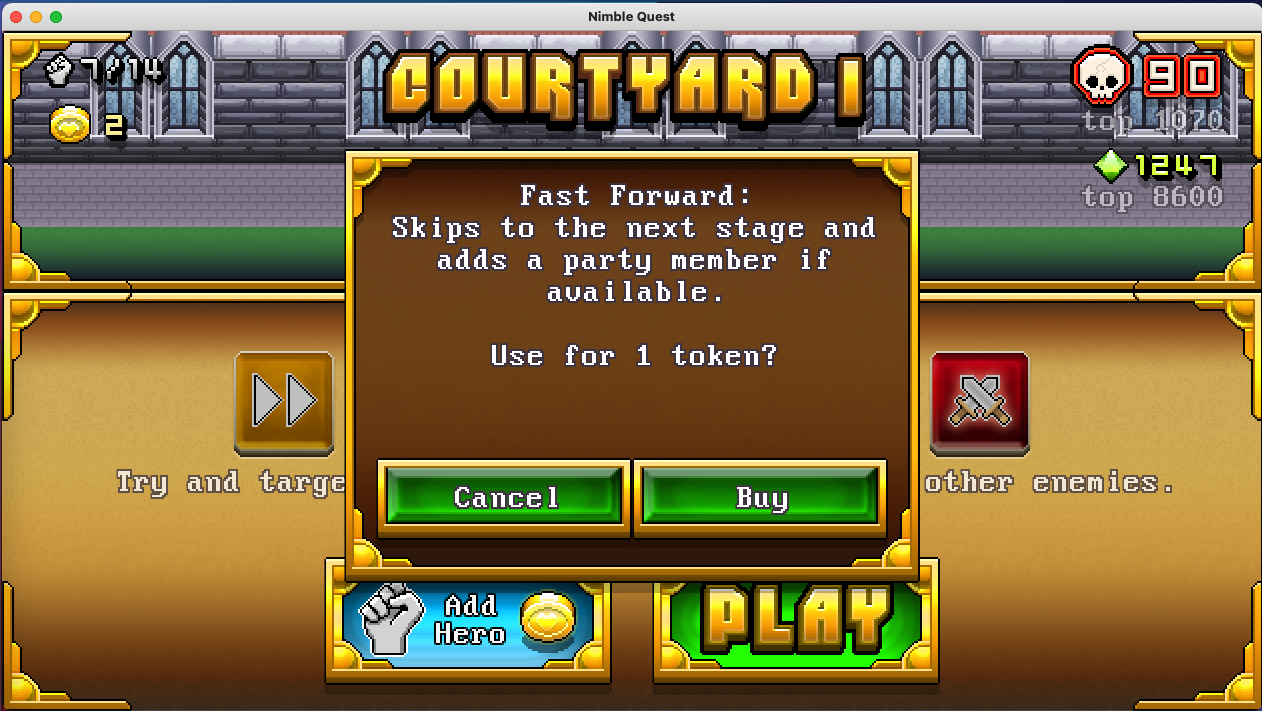 Nimble Quest
7/14
COURTYARD 1
90
top 1070
2
1247
top 8600
Fast Forward:
Skips to the next stage and
adds a party member if
available.
Use for 1 token?
Try and targe
other enemies.
Cancel
Buy
Add
Hero
PLAY